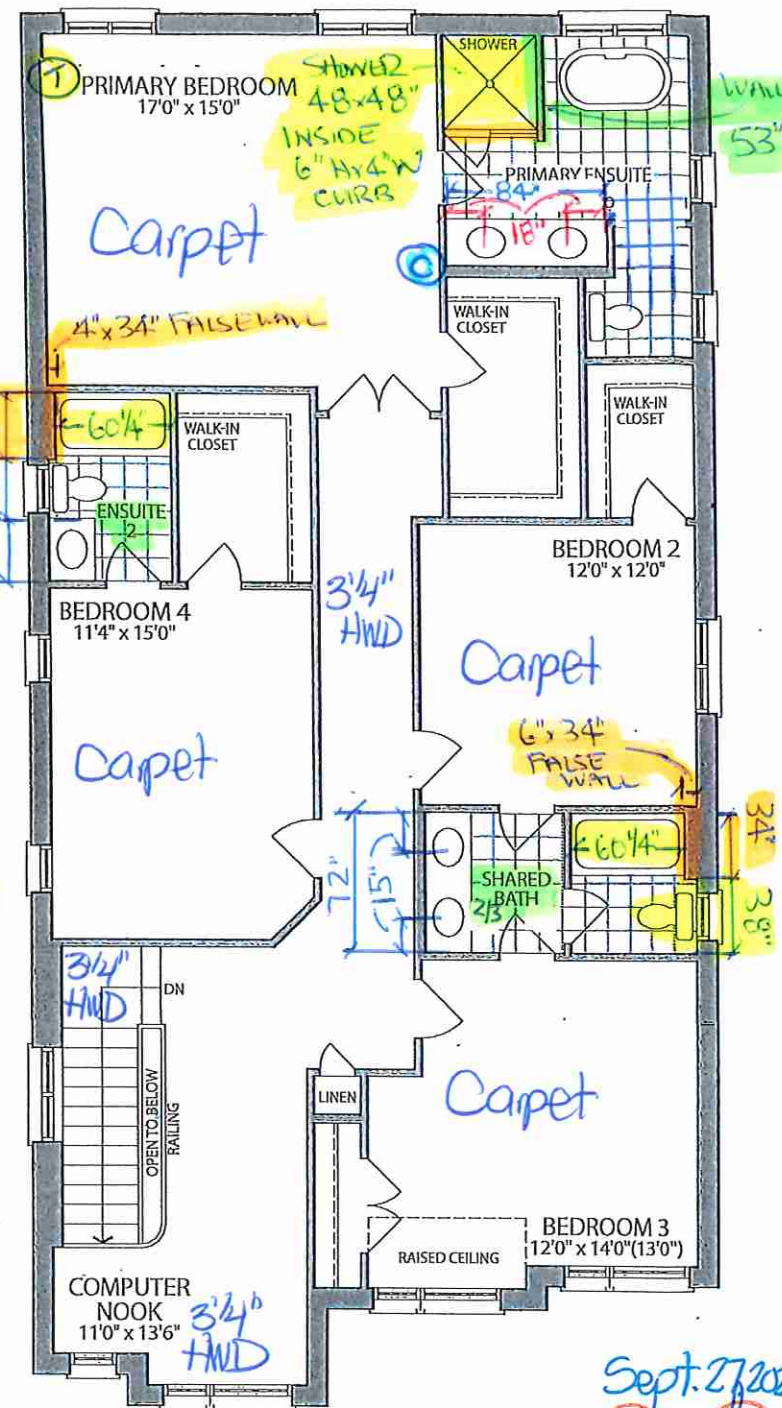 SHOWER
T
PRIMARY BEDROOM
17'0" x 15'0"
SHOWER
48x48"
INSIDE
6" H x 4" W
CURB
WALL
53"
PRIMARY ENSUITE
84"
18"
Carpet
4" x 34" FALSE WALL
WALK-IN
CLOSET
60 1/4"
WALK-IN
CLOSET
WALK-IN
CLOSET
ENSUITE
2
BEDROOM 2
12'0" x 12'0"
3 1/4"
HWD
BEDROOM 4
11'4" x 15'0"
Carpet
Carpet
6" x 34"
FALSE
WALL
34"
60 1/4"
72"
15"
SHARED
BATH
2/3
38"
3 1/4"
HWD
DN
OPEN TO BELOW
RAILING
LINEN
Carpet
BEDROOM 3
12'0" x 14'0"(13'0")
RAISED CEILING
COMPUTER
NOOK
11'0" x 13'6"
3 1/4"
HWD
Sept. 27